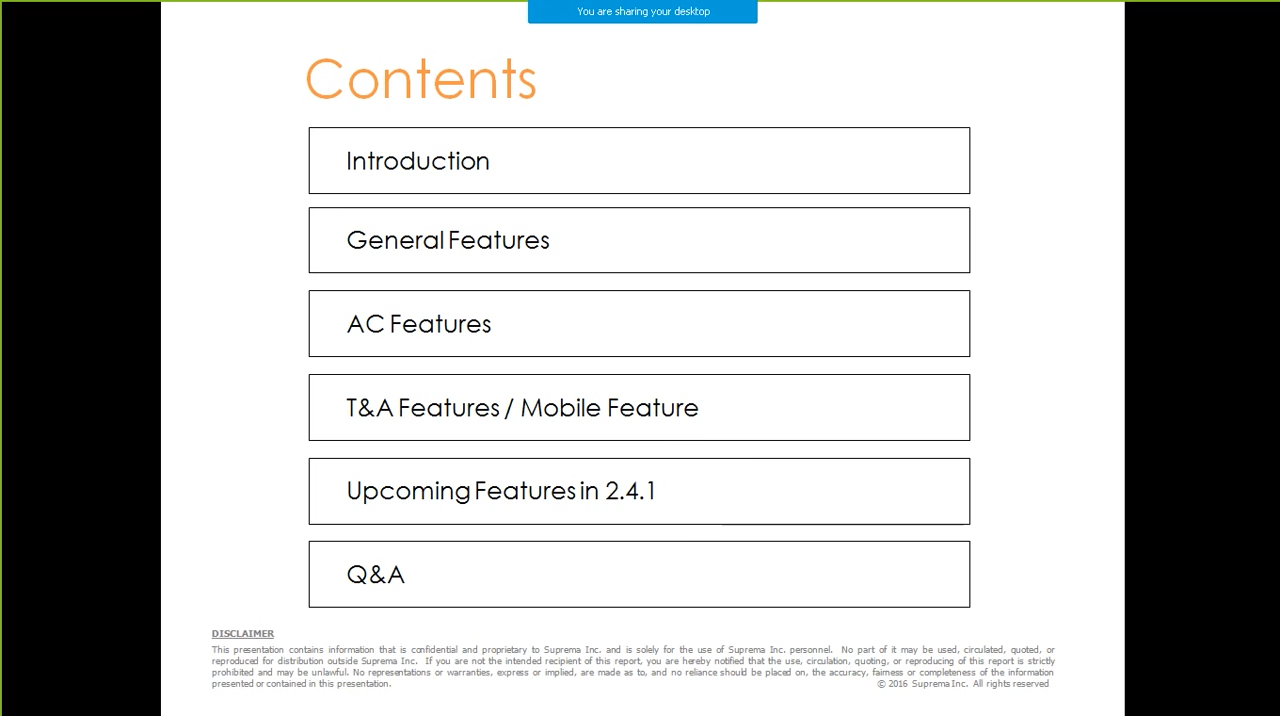 You are sharing your desktop
Contents
Introduction
General Features
AC Features
T&A Features / Mobile Feature
Upcoming Features in 2.4.1
Q&A
DISCLAIMER
This presentation contains information that is confidential and proprietary to Suprema Inc. and is solely for the use of Suprema Inc. personnel. No part of it may be used, circulated, quoted, or
reproduced for distribution outside Suprema Inc. If you are not the intended recipient of this report, you are hereby notified that the use, circulation, quoting, or reproducing of this report is strictly
prohibited and may be unlawful. No representations or warranties, express or implied, are made as to, and no reliance should be placed on, the accuracy, fairness or completeness of the information
presented or contained in this presentation. © 2016 Suprema Inc. All rights reserved